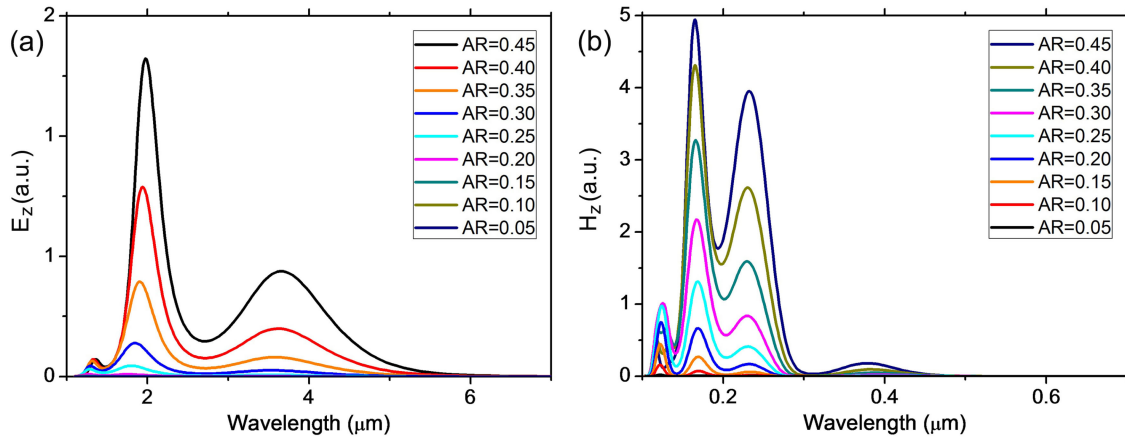 (a)
E_z (a.u.)
2
1
1
0
2
4
6
Wavelength (μm)
AR=0.45
AR=0.40
AR=0.35
AR=0.30
AR=0.25
AR=0.20
AR=0.15
AR=0.10
AR=0.05
(b)
H_z (a.u.)
5
4
3
2
1
0
0.2
0.4
0.6
Wavelength (μm)
AR=0.45
AR=0.40
AR=0.35
AR=0.30
AR=0.25
AR=0.20
AR=0.15
AR=0.10
AR=0.05